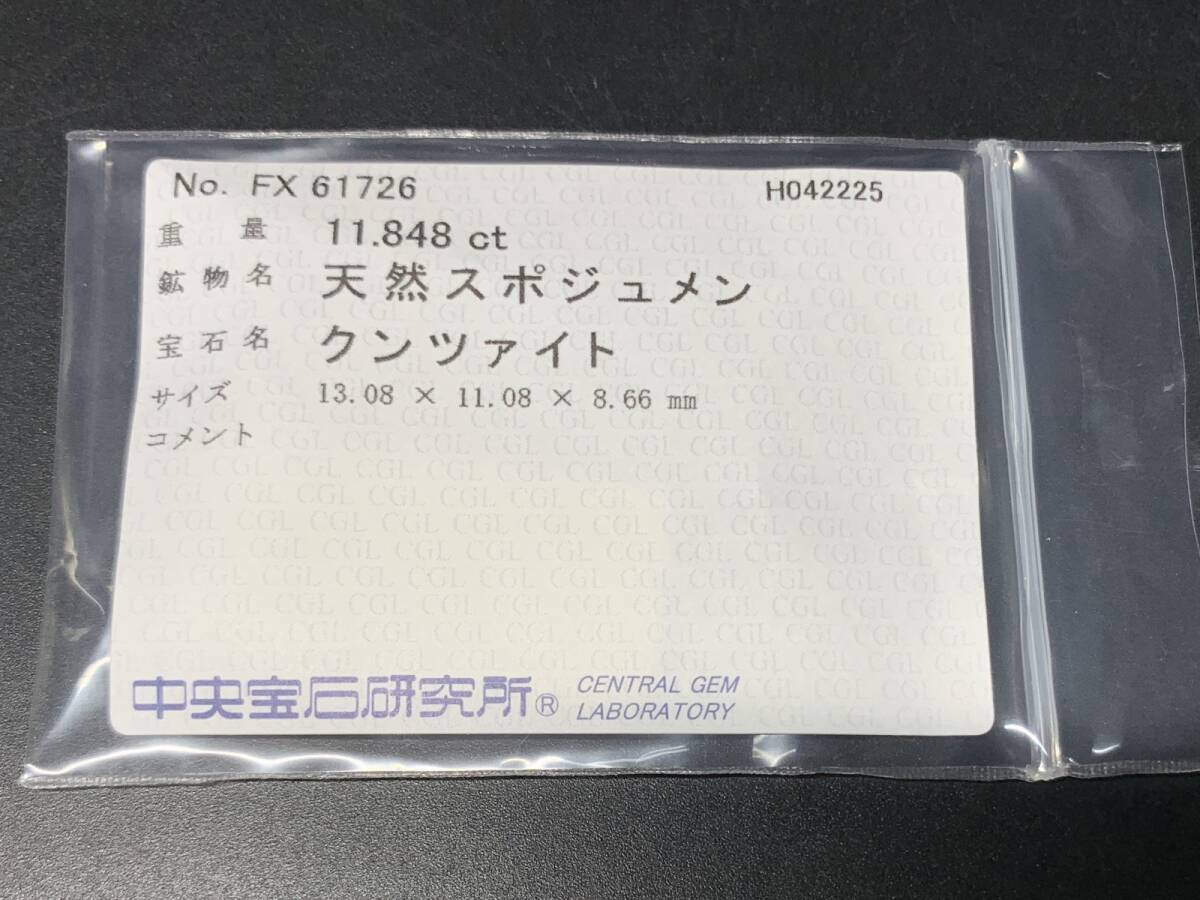 No. FX 61726 H042225
重量 11.848 ct
鉱物名 天然スポジュメン
宝石名 クンツァイト
サイズ 13.08 × 11.08 × 8.66 mm
コメント
中央宝石研究所® CENTRAL GEM
LABORATORY